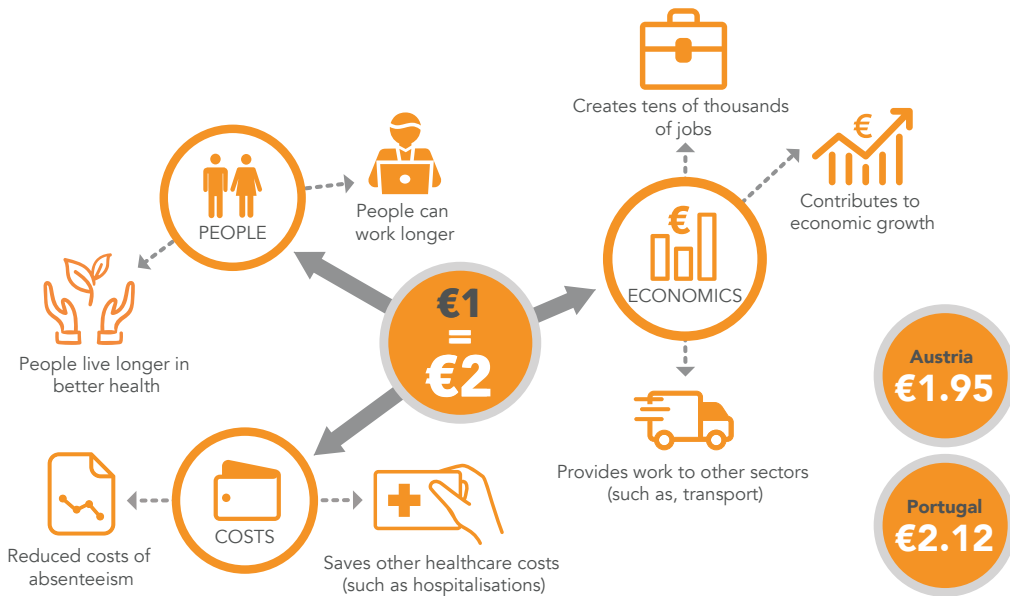 Creates tens of thousands
of jobs
€
Contributes to
economic growth
People can
work longer
PEOPLE
€
ECONOMICS
€1
=
€2
People live longer in
better health
Austria
€1.95
Provides work to other sectors
(such as, transport)
Portugal
€2.12
COSTS
Reduced costs of
absenteeism
Saves other healthcare costs
(such as hospitalisations)